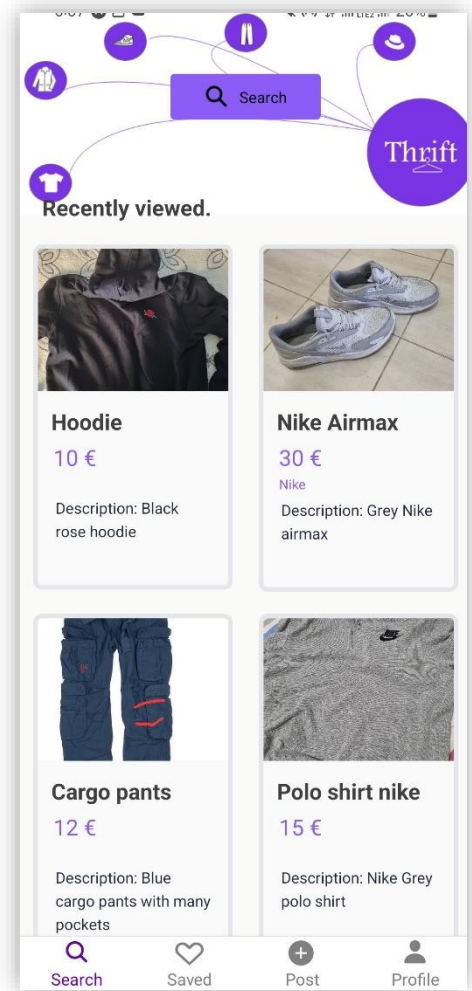 Search
Thrift
Recently viewed.
Hoodie
10 €
Description: Black
rose hoodie
Nike Airmax
30 €
Nike
Description: Grey Nike
airmax
Cargo pants
12 €
Description: Blue
cargo pants with many
pockets
Polo shirt nike
15 €
Description: Nike Grey
polo shirt
Search
Saved
Post
Profile